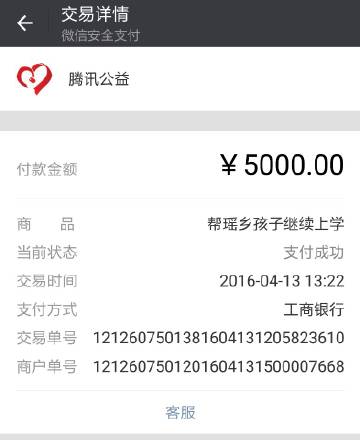 交易详情
微信安全支付
腾讯公益
付款金额 ￥5000.00
商品 帮瑶乡孩子继续上学
当前状态 支付成功
交易时间 2016-04-13 13:22
支付方式 工商银行
交易单号 1212607501381604131205823610
商户单号 1212607501201604131500007668
客服